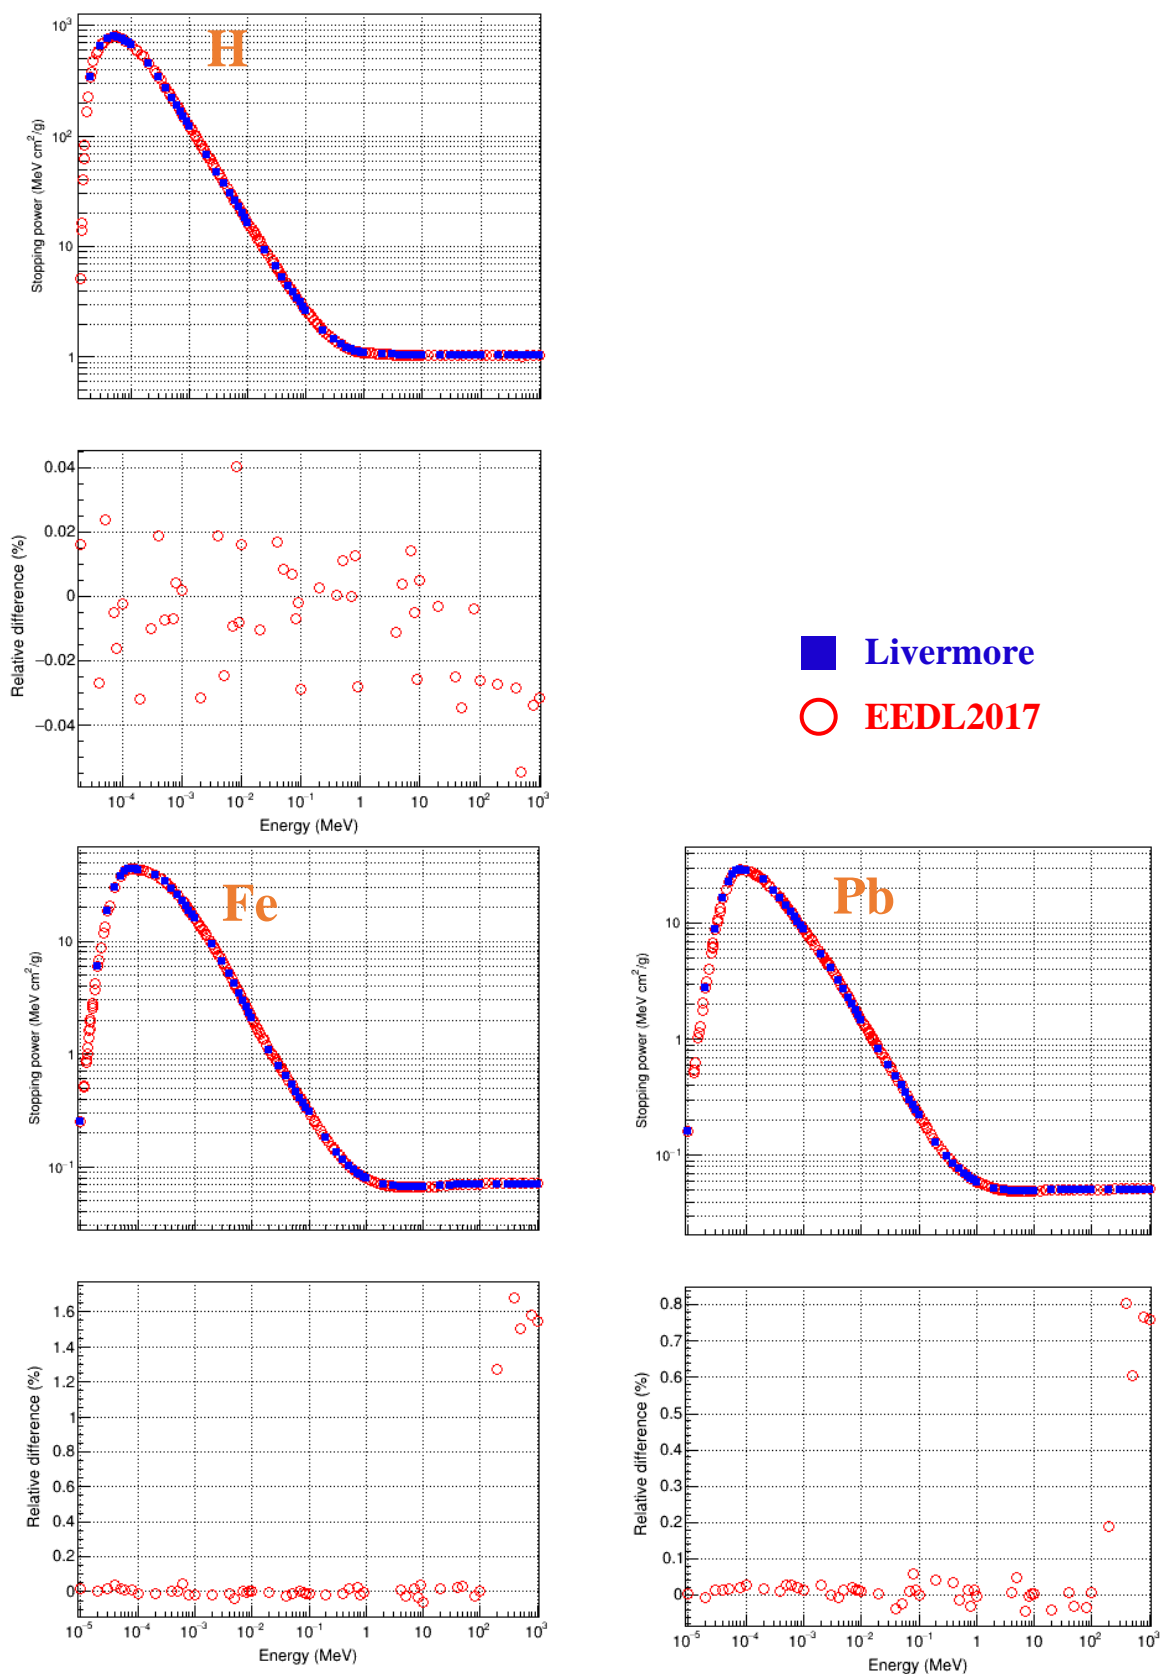 H
Stopping power (MeV cm²/g)
10³
10²
10
1
Relative difference (%)
0.04
0.02
0
−0.02
−0.04
10⁻⁴ 10⁻³ 10⁻² 10⁻¹ 1 10 10² 10³
Energy (MeV)
Livermore
EEDL2017
Fe
Stopping power (MeV cm²/g)
10
1
10⁻¹
Pb
Stopping power (MeV cm²/g)
10
1
10⁻¹
Relative difference (%)
1.6
1.4
1.2
1
0.8
0.6
0.4
0.2
0
10⁻⁵ 10⁻⁴ 10⁻³ 10⁻² 10⁻¹ 1 10 10² 10³
Energy (MeV)
Relative difference (%)
0.8
0.7
0.6
0.5
0.4
0.3
0.2
0.1
0
10⁻⁵ 10⁻⁴ 10⁻³ 10⁻² 10⁻¹ 1 10 10² 10³
Energy (MeV)